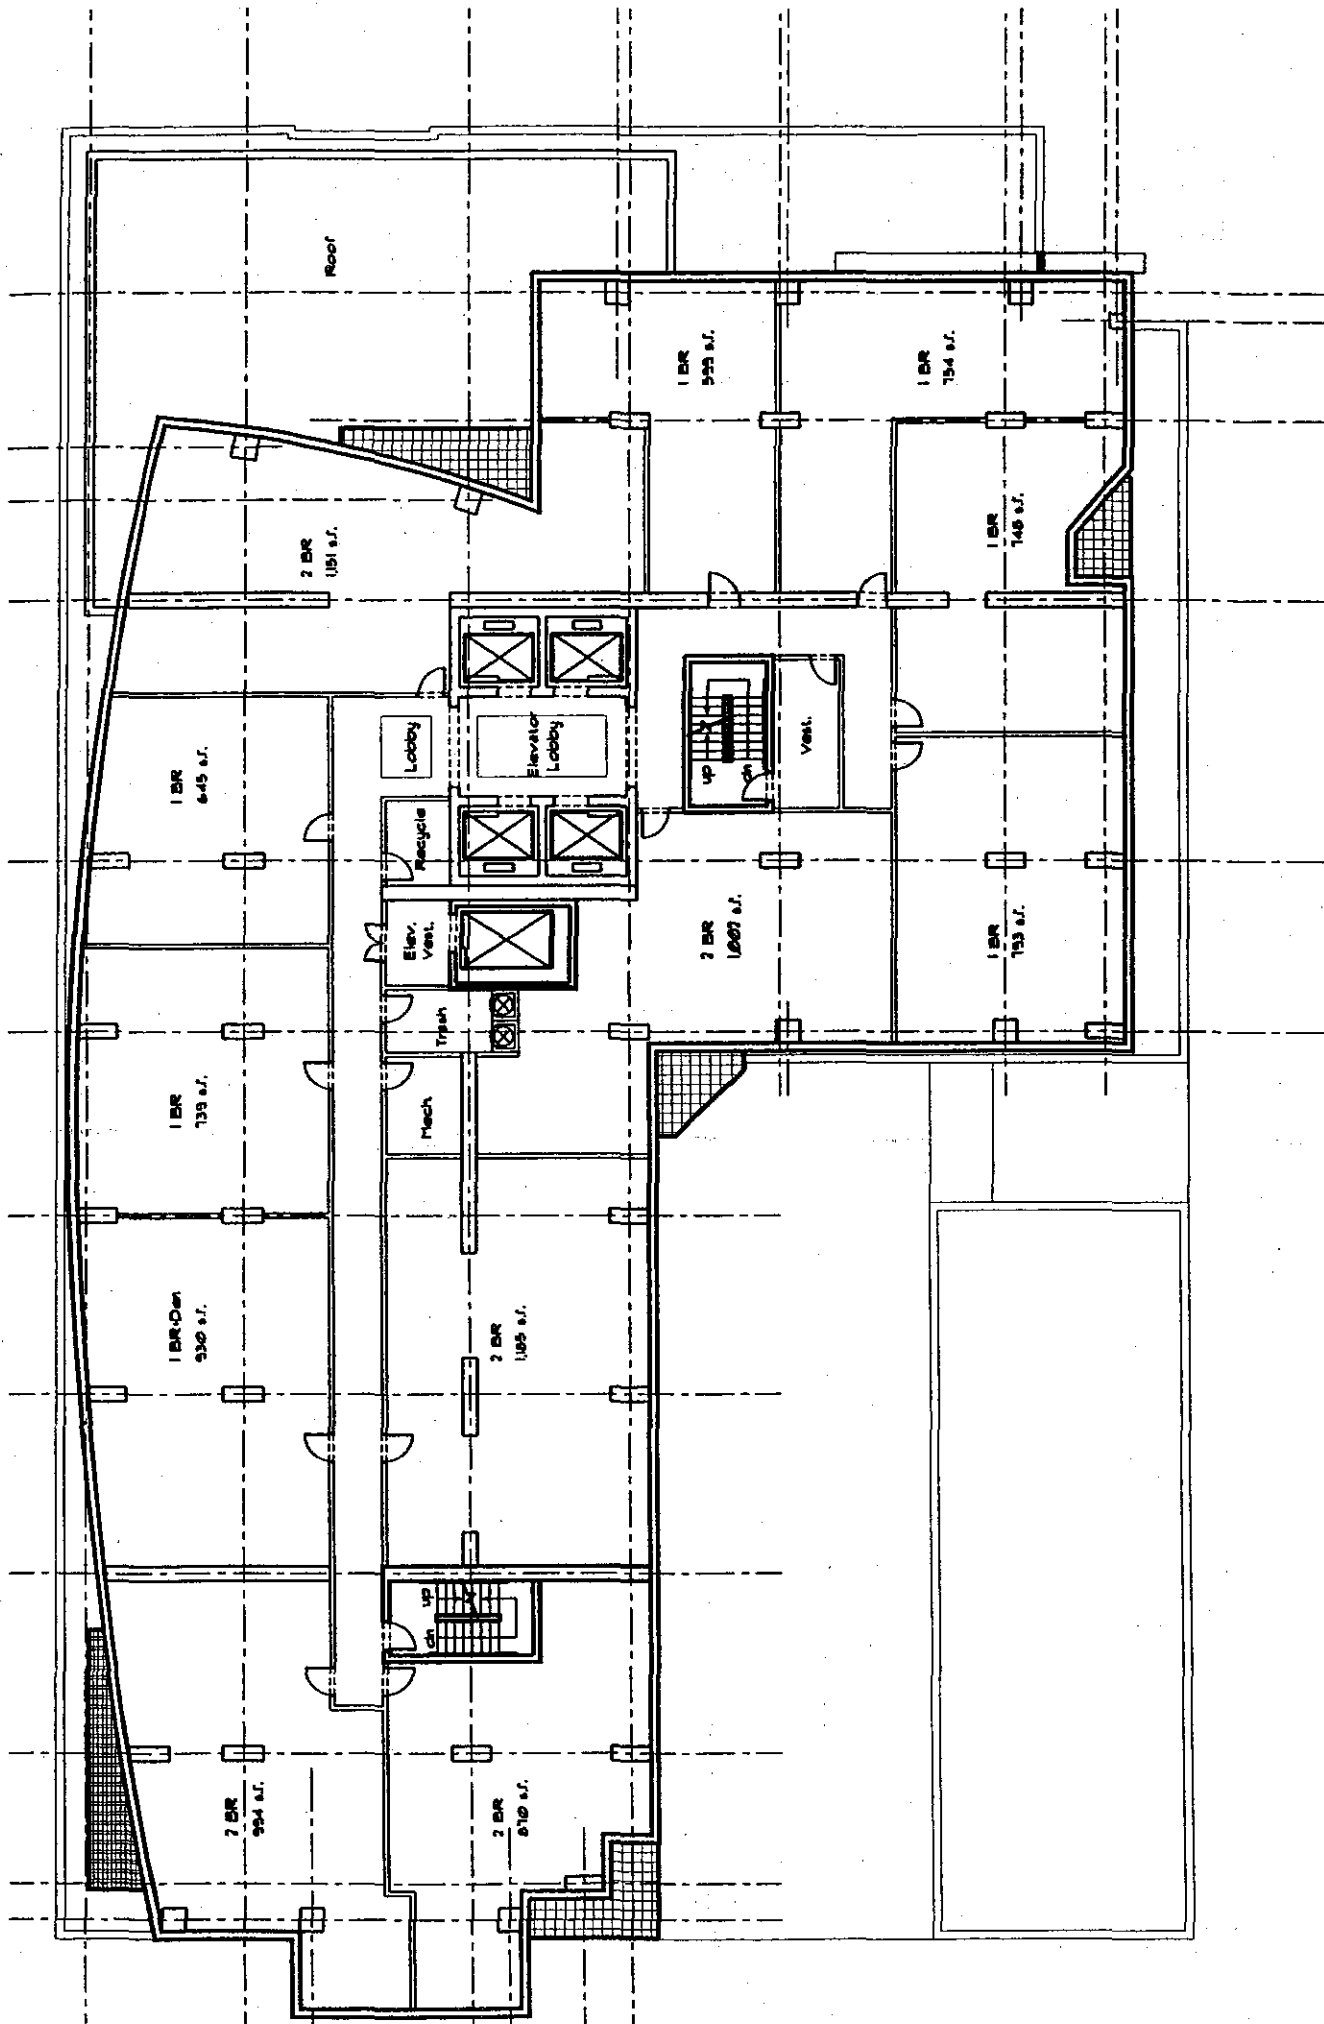 Roof
1 BR
599 s.f.
1 BR
754 s.f.
2 BR
1,151 s.f.
1 BR
748 s.f.
1 BR
645 s.f.
Lobby
Elevator
Lobby
up
dn
Vest.
Recycle
Elev.
Vest.
2 BR
1,007 s.f.
1 BR
793 s.f.
Trash
1 BR
739 s.f.
Mech
1 BR+Den
930 s.f.
2 BR
1,185 s.f.
up
dn
2 BR
994 s.f.
2 BR
870 s.f.